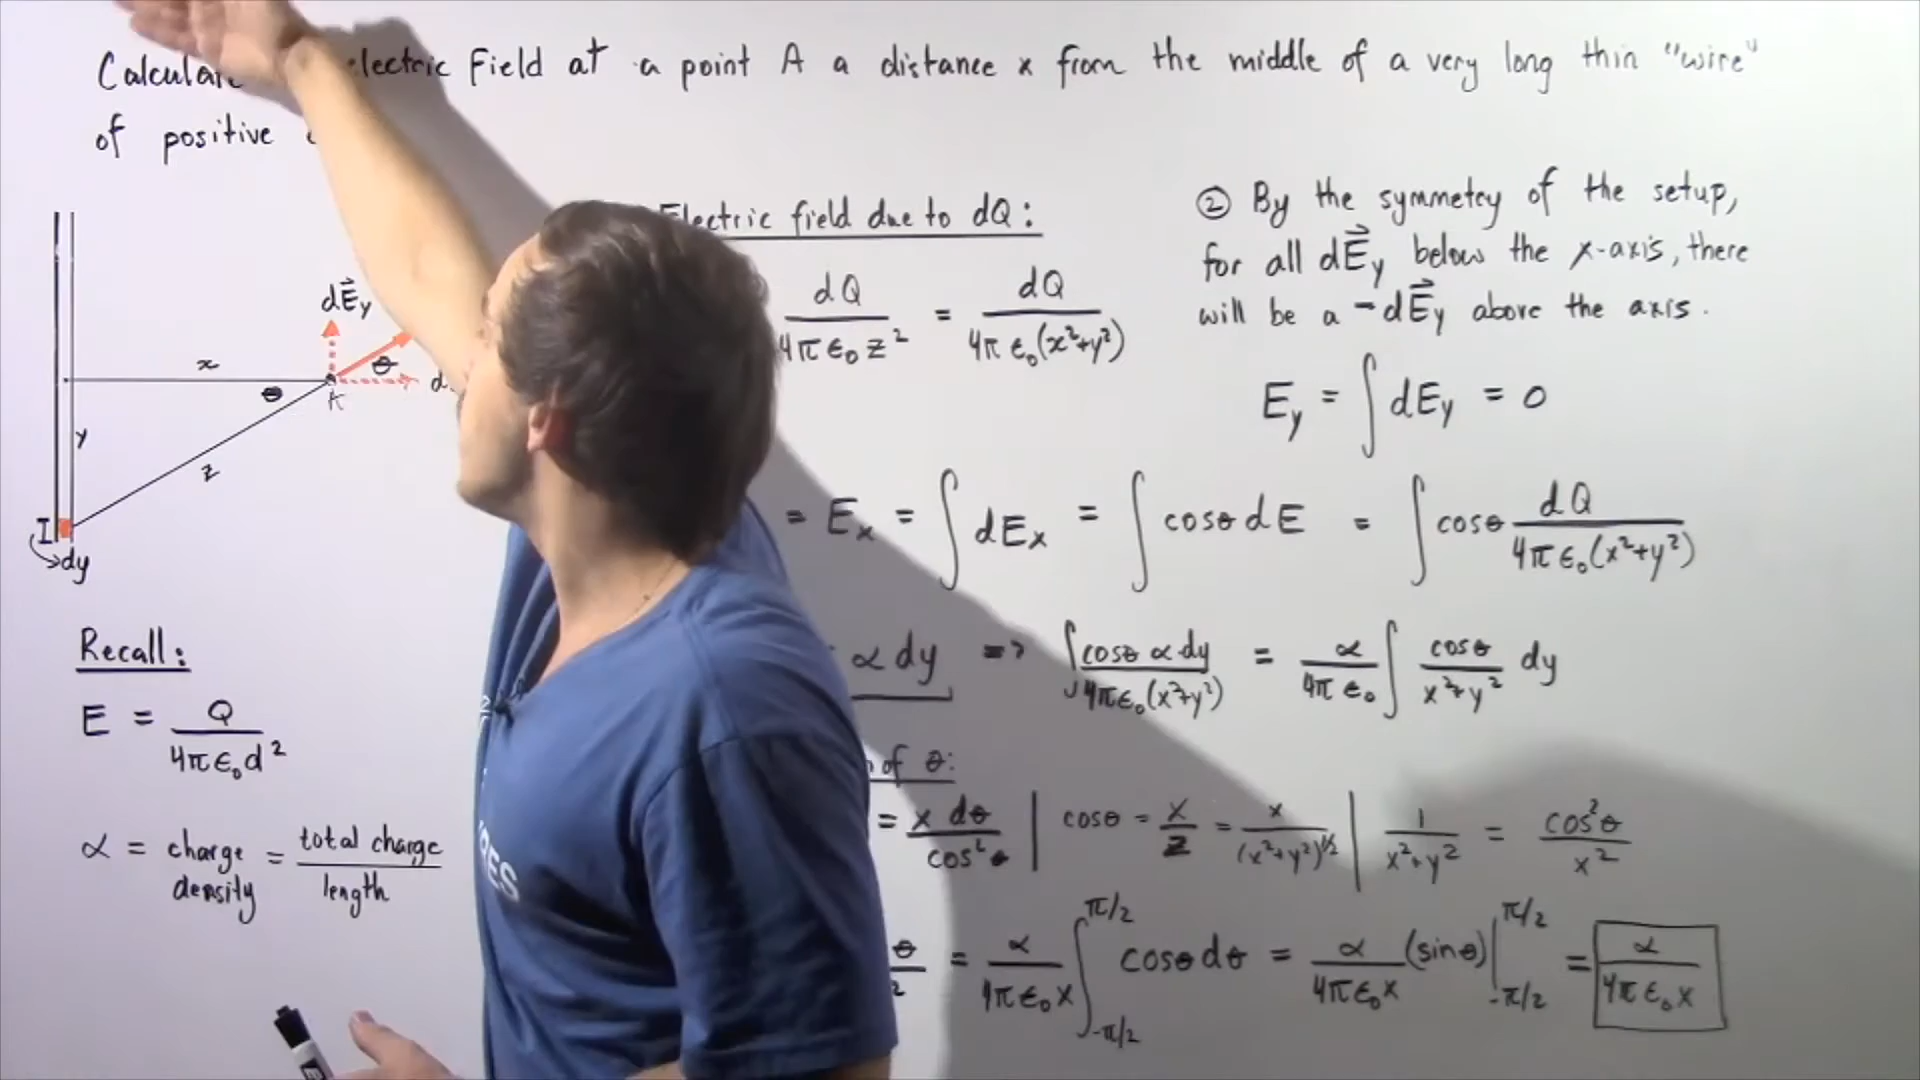 Electric Field at a point A a distance x from the middle of a very long thin "wire"
of positive
dE⃗y
x
θ
θ
A
y
z
I
dy
Recall:
E = Q / 4πϵ₀d²
α = charge density = total charge / length
Electric field due to dQ:
dQ / 4πϵ₀z² = dQ / 4πϵ₀(x²+y²)
② By the symmetry of the setup,
for all dE⃗y below the x-axis, there
will be a -dE⃗y above the axis.
Ey = ∫ dEy = 0
= Ex = ∫ dEx = ∫ cosθ dE = ∫ cosθ dQ / 4πϵ₀(x²+y²)
α dy => ∫ cosθ α dy / 4πϵ₀(x²+y²) = α / 4πϵ₀ ∫ cosθ / x²+y² dy
of θ:
= x dθ / cos²θ | cosθ = x / z = x / (x²+y²)^½ | 1 / x²+y² = cos²θ / x²
= α / 4πϵ₀x ∫_{-π/2}^{π/2} cosθ dθ = α / 4πϵ₀x (sinθ) |_{-π/2}^{π/2} = α / 4πϵ₀x